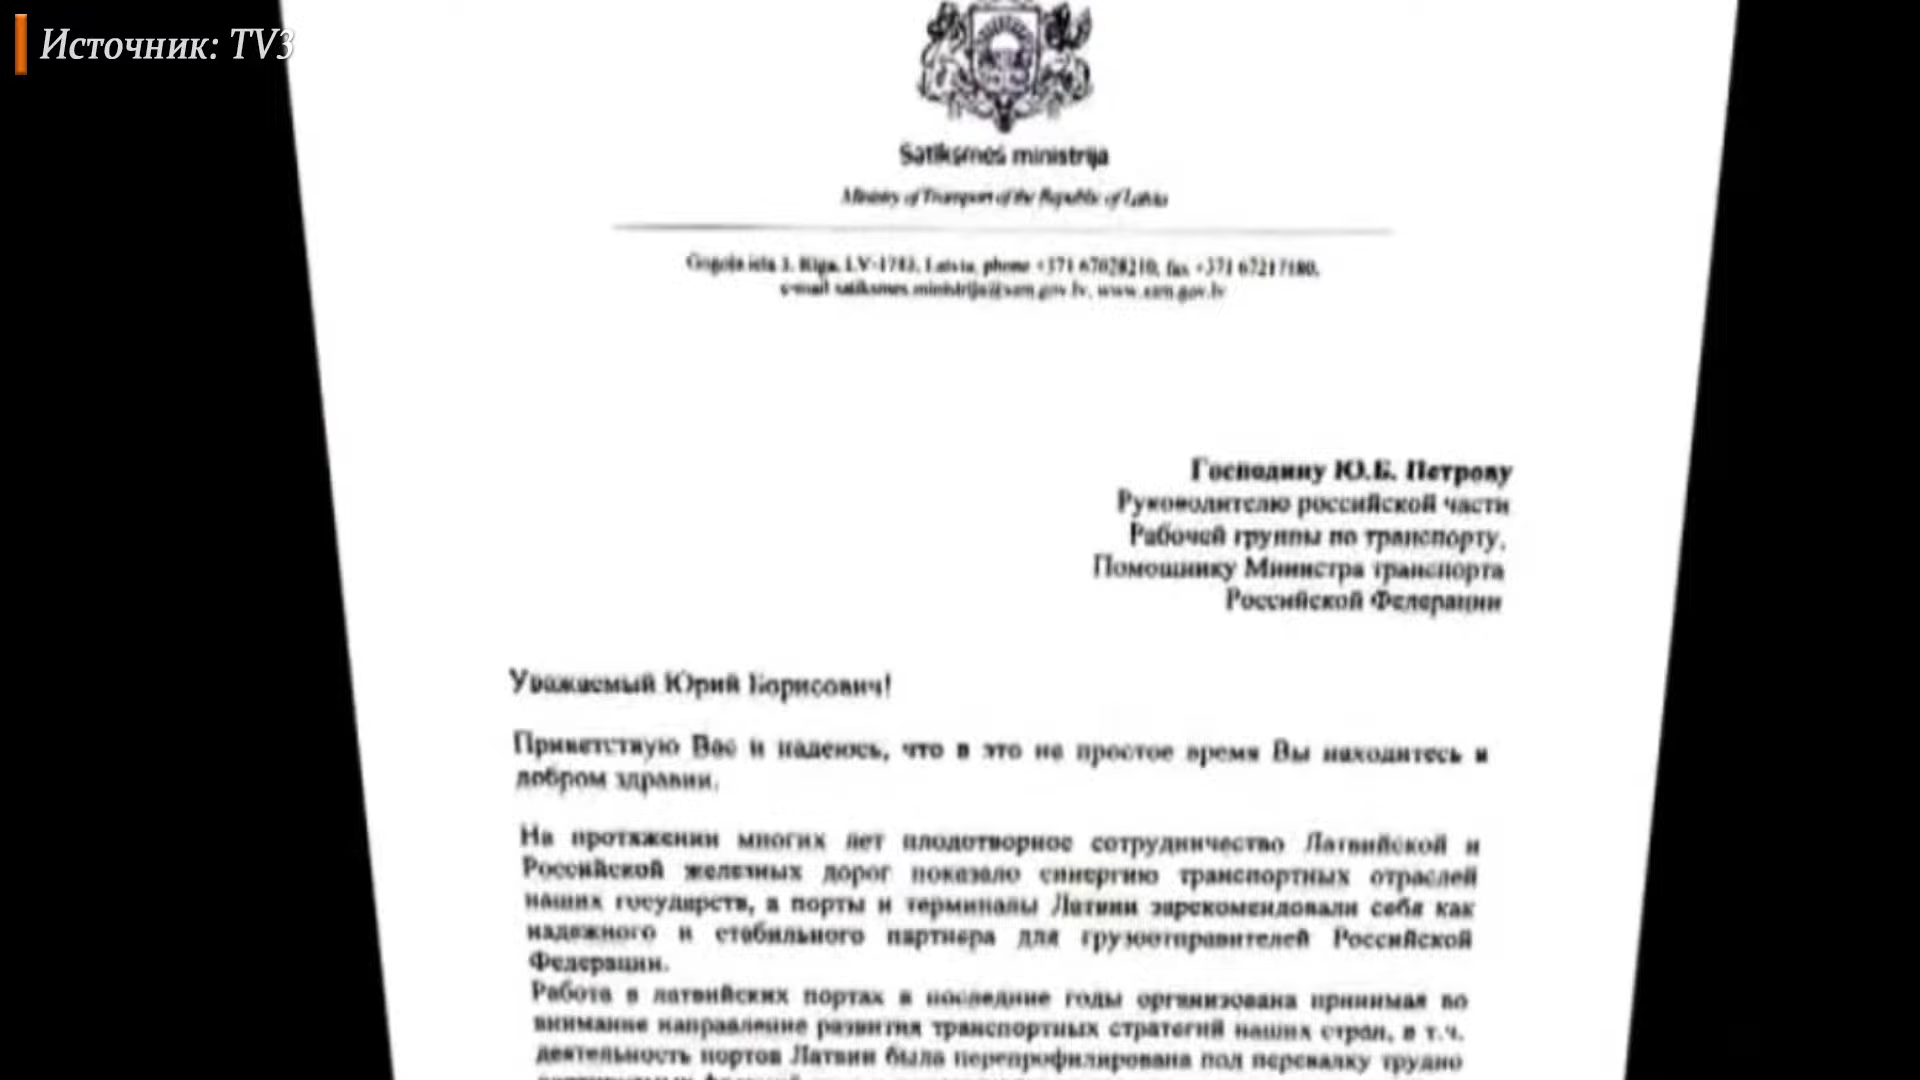 Источник: TV3
Satiksmes ministrija
Ministry of Transport of the Republic of Latvia
Gogoļa iela 3, Rīga, LV-1743, Latvia, phone +371 67028210, fax +371 67217180,
e-mail satiksmes.ministrija@sam.gov.lv, www.sam.gov.lv
Господину Ю.Б. Петрову
Руководителю российской части
Рабочей группы по транспорту,
Помощнику Министра транспорта
Российской Федерации
Уважаемый Юрий Борисович!
Приветствую Вас и надеюсь, что в это не простое время Вы находитесь в
добром здравии.
На протяжении многих лет плодотворное сотрудничество Латвийской и
Российской железных дорог показало синергию транспортных отраслей
наших государств, а порты и терминалы Латвии зарекомендовали себя как
надежного и стабильного партнера для грузоотправителей Российской
Федерации.
Работа в латвийских портах в последние годы организована принимая во
внимание направление развития транспортных стратегий наших стран, в т.ч.
деятельность портов Латвии была перепрофилирована под перевалку трудно